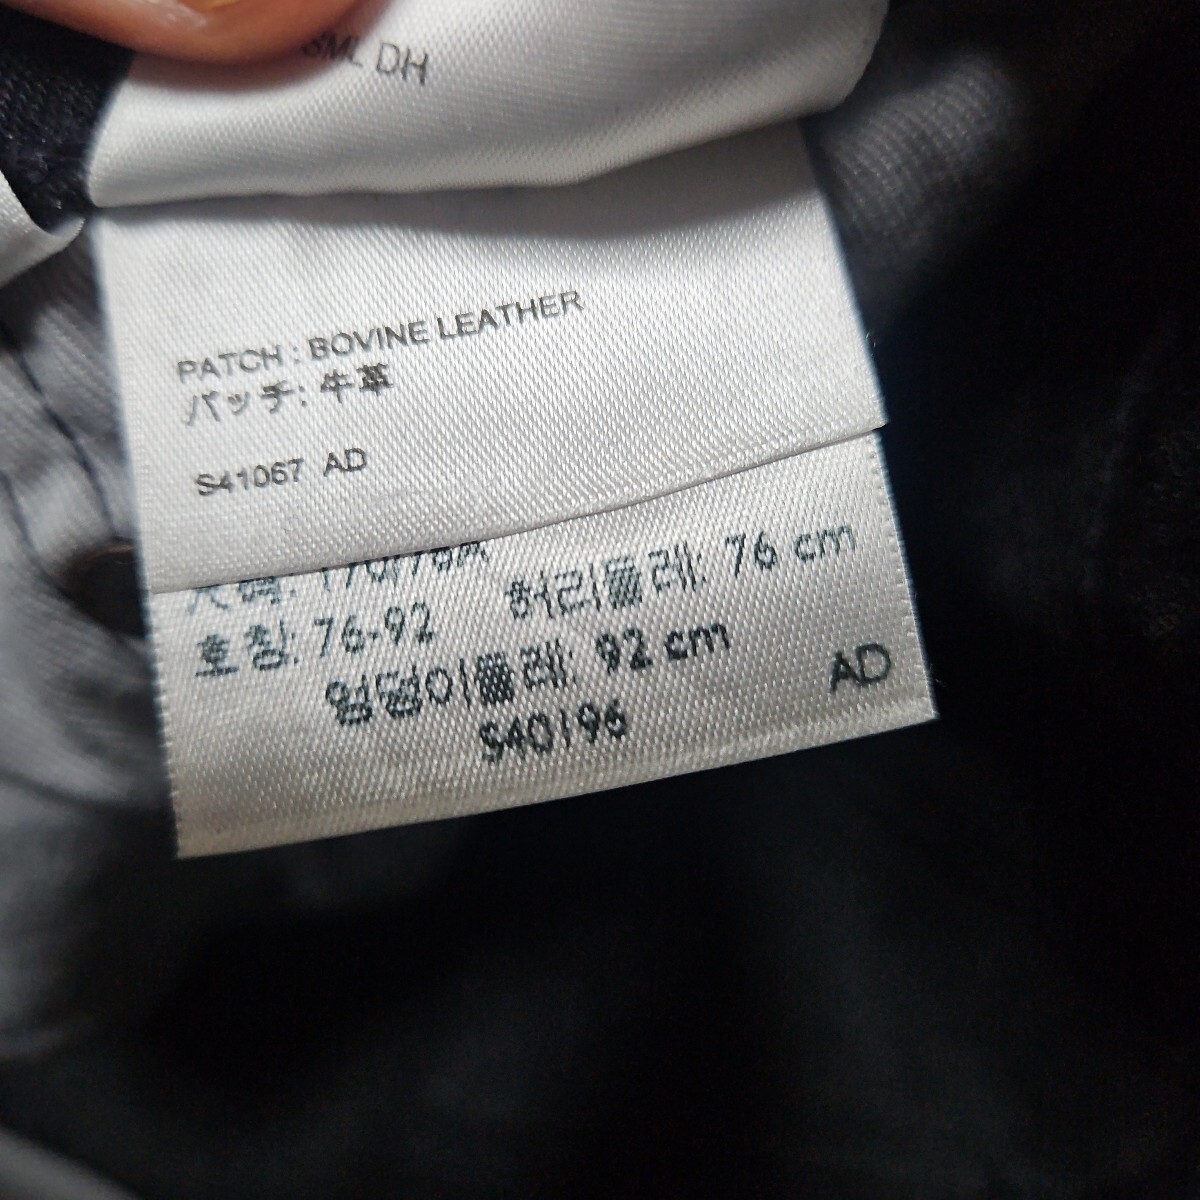 DH
PATCH : BOVINE LEATHER
パッチ: 牛革
S41067 AD
호칭: 76-92 허리둘레: 76 cm
엉덩이둘레: 92 cm
S40196 AD